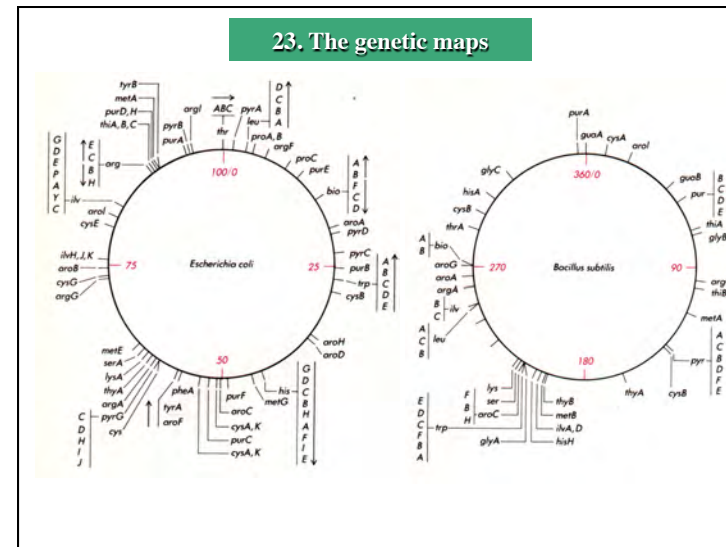 23. The genetic maps
tyrB
metA
purD, H
thiA, B, C
argI
pyrB
purA
ABC
thr
pyrA
leu
D
C
B
A
proA, B
argF
proC
purE
bio
A
B
F
C
D
aroA
pyrD
pyrC
purB
trp
A
B
C
D
E
cysB
aroH
aroD
his
G
D
C
B
H
A
F
I
E
metG
purF
aroC
cysA, K
purC
cysA, K
pheA
tyrA
aroF
cys
pyrG
C
D
H
I
J
argA
thyA
lysA
serA
metE
argG
cysG
aroB
ilvH, J, K
cysE
aroI
ilv
G
D
E
P
A
Y
C
arg
E
C
B
H
100/0
25
50
75
Escherichia coli
purA
guaA
cysA
aroI
guaB
pur
B
C
D
E
thiA
glyB
arg
thiB
metA
pyr
A
C
B
D
F
E
cysB
thyA
thyB
metB
ilvA, D
hisH
glyA
trp
E
D
C
F
B
A
aroC
F
B
H
ser
lys
leu
A
C
B
ilv
B
C
argA
aroA
aroG
bio
A
B
thrA
cysB
hisA
glyC
360/0
90
180
270
Bacillus subtilis